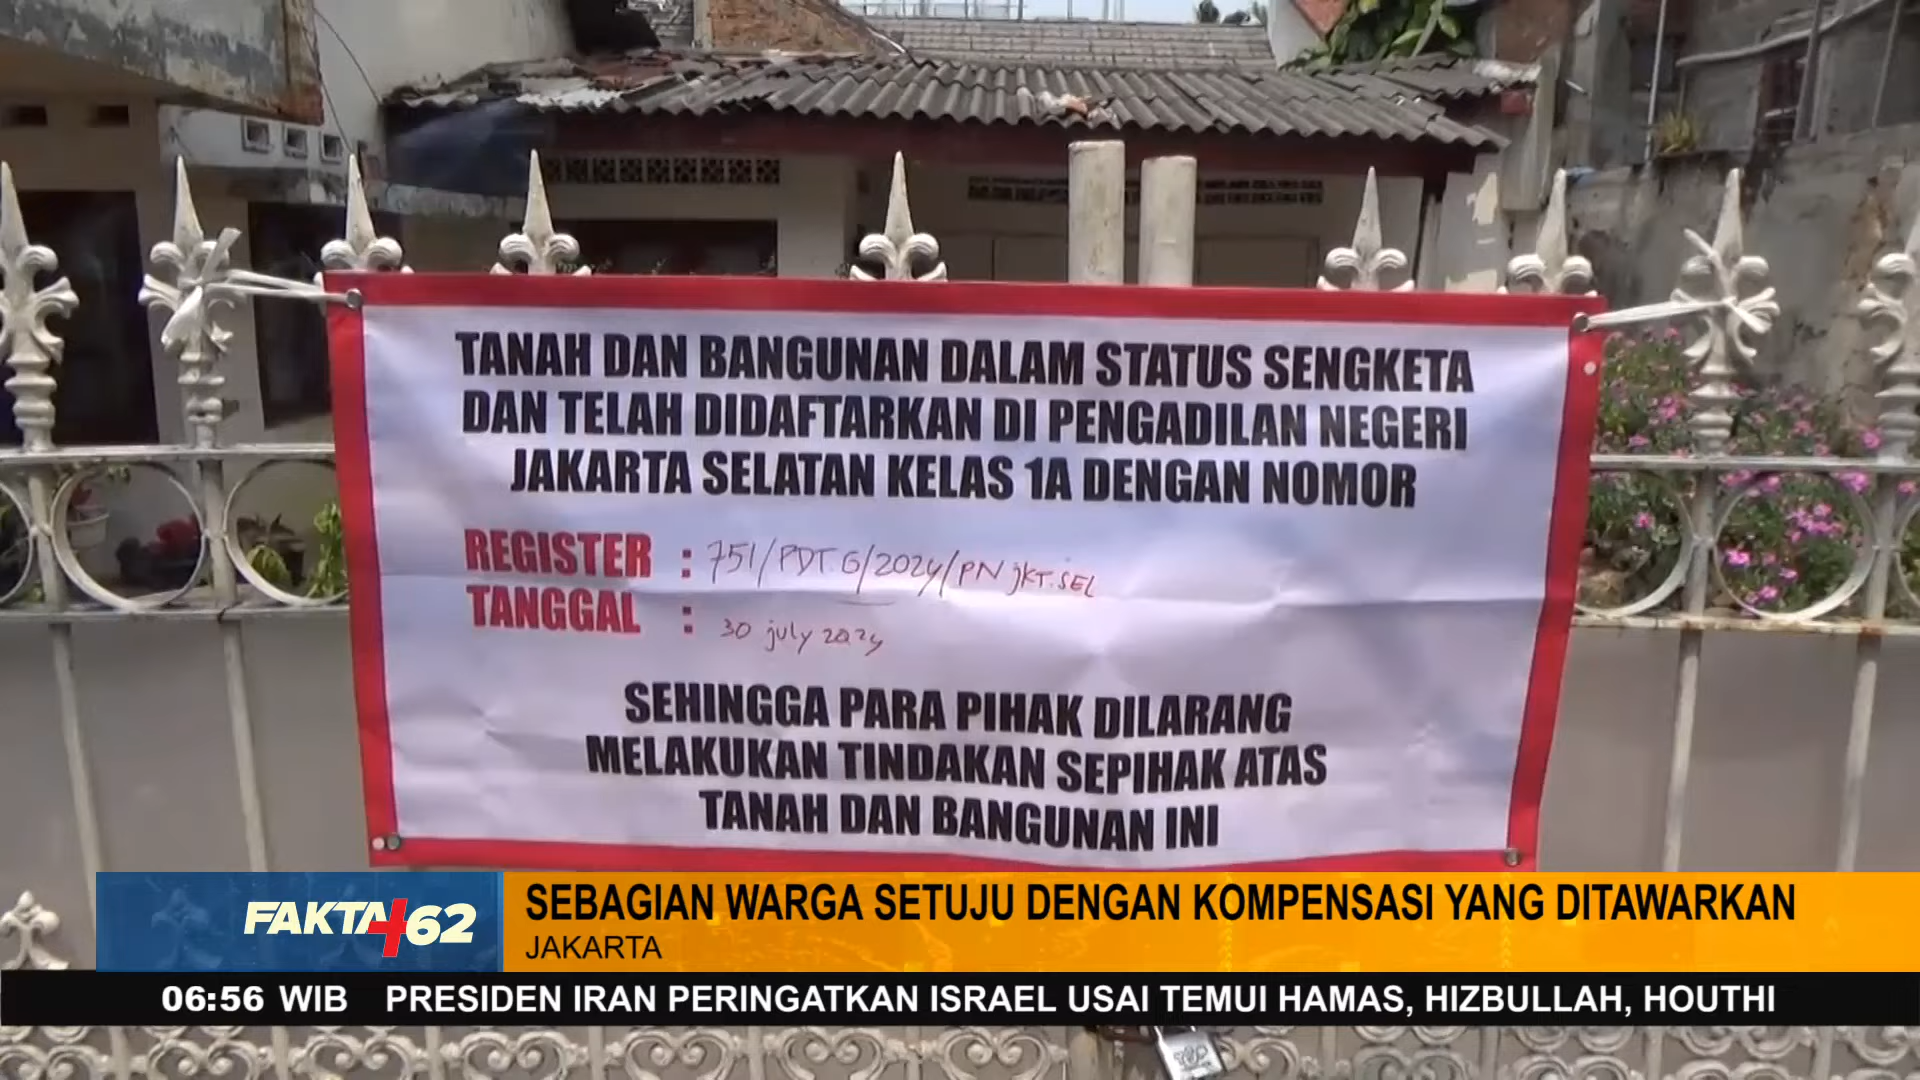 TANAH DAN BANGUNAN DALAM STATUS SENGKETA
DAN TELAH DIDAFTARKAN DI PENGADILAN NEGERI
JAKARTA SELATAN KELAS 1A DENGAN NOMOR
REGISTER : 751/PDT.G/2024/PN JKT.SEL
TANGGAL : 30 july 2024
SEHINGGA PARA PIHAK DILARANG
MELAKUKAN TINDAKAN SEPIHAK ATAS
TANAH DAN BANGUNAN INI
FAKTA+62
SEBAGIAN WARGA SETUJU DENGAN KOMPENSASI YANG DITAWARKAN
JAKARTA
06:56 WIB PRESIDEN IRAN PERINGATKAN ISRAEL USAI TEMUI HAMAS, HIZBULLAH, HOUTHI